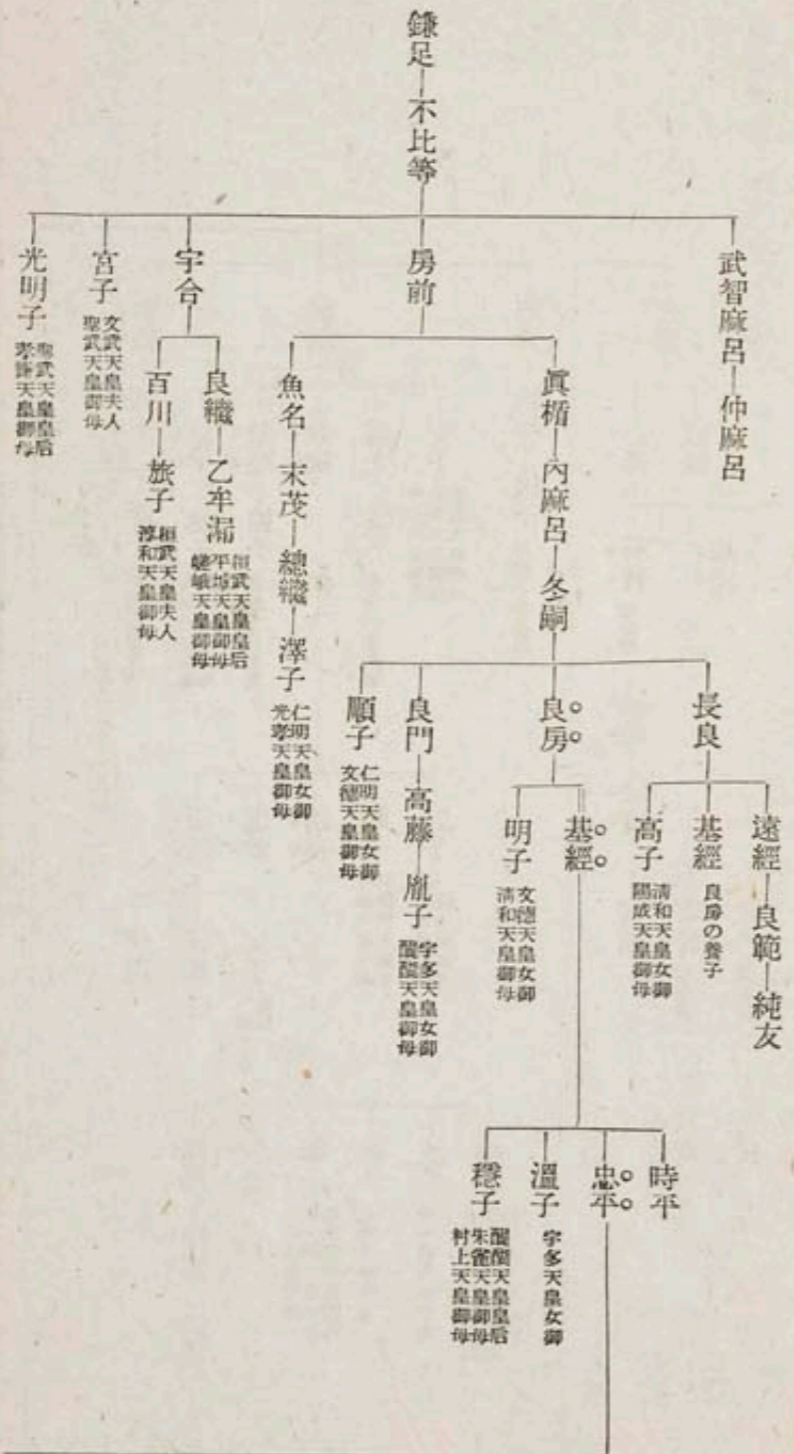 鎌足―不比等
武智麻呂―仲麻呂
房前
眞楯―內麻呂―冬嗣
長良
遠經―良範―純友
基經
良房の養子
高子
淸和天皇女御
陽成天皇御母
良房
基經
時平
忠平
溫子
宇多天皇女御
穩子
醍醐天皇皇后
朱雀天皇御母
村上天皇御母
明子
文德天皇女御
淸和天皇御母
良門―高藤―胤子
宇多天皇女御
醍醐天皇御母
順子
仁明天皇女御
文德天皇御母
魚名―末茂―總繼―澤子
仁明天皇女御
光孝天皇御母
宇合
良繼―乙牟漏
桓武天皇皇后
平城天皇御母
嵯峨天皇御母
百川―旅子
桓武天皇夫人
淳和天皇御母
宮子
文武天皇夫人
聖武天皇御母
光明子
聖武天皇皇后
孝謙天皇御母